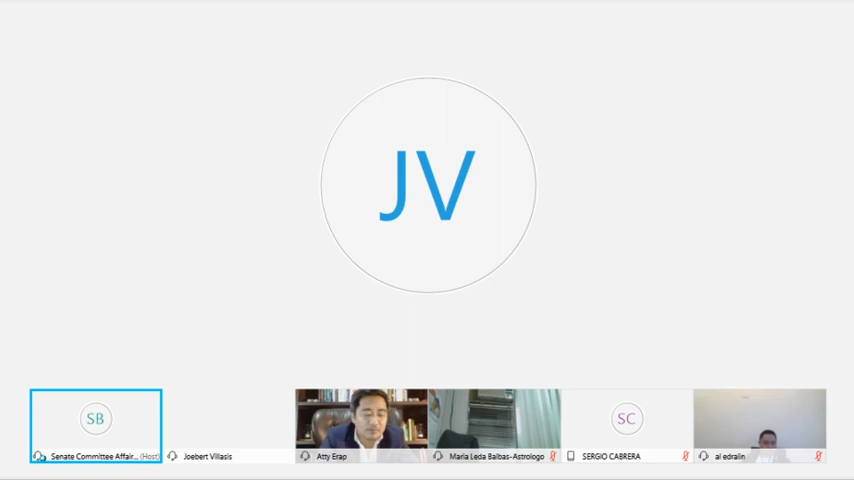 JV
SB
SC
Senate Committee Affair... (Host)
Joebert Villasis
Atty Erap
Maria Leda Balbas-Astrologo
SERGIO CABRERA
al edralin